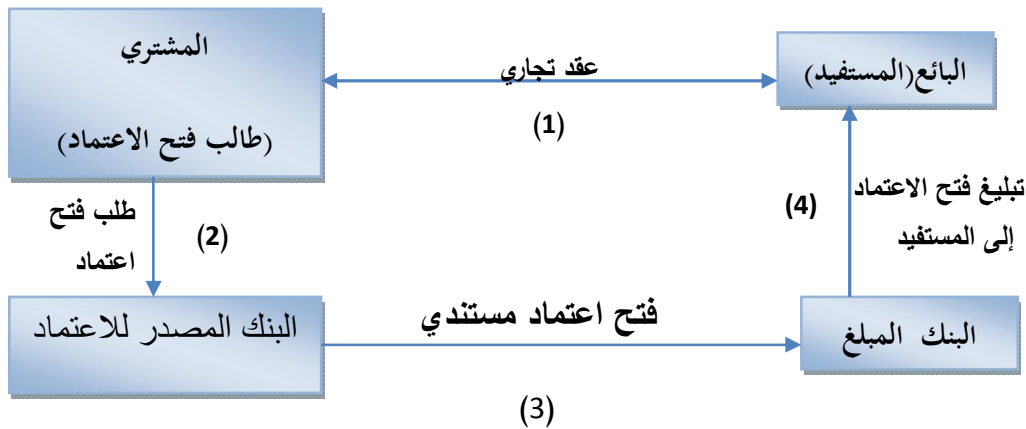 المشتري
(طالب فتح الاعتماد)
عقد تجاري
(1)
البائع(المستفيد)
طلب فتح
اعتماد
(2)
تبليغ فتح الاعتماد
إلى المستفيد
(4)
البنك المصدر للاعتماد
فتح اعتماد مستندي
(3)
البنك المبلغ